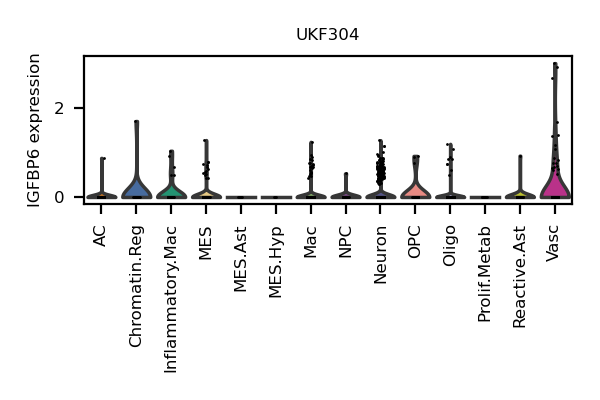 UKF304
IGFBP6 expression
2
0
AC
Chromatin.Reg
Inflammatory.Mac
MES
MES.Ast
MES.Hyp
Mac
NPC
Neuron
OPC
Oligo
Prolif.Metab
Reactive.Ast
Vasc